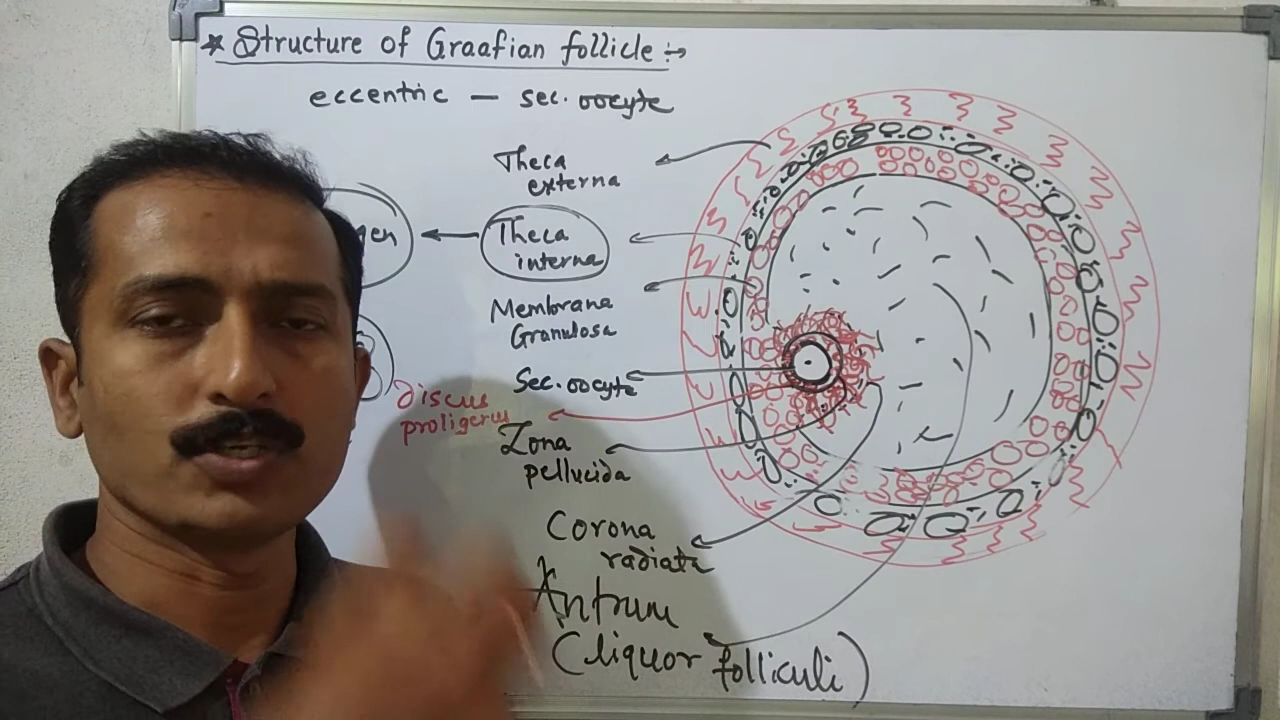 * Structure of Graafian follicle :→
eccentric — sec. oocyte
Theca
externa
Theca
interna
Membrana
Granulosa
Sec. oocyte
Discus
proligerus
Zona
pellucida
Corona
radiata
Antrum
(liquor folliculi)